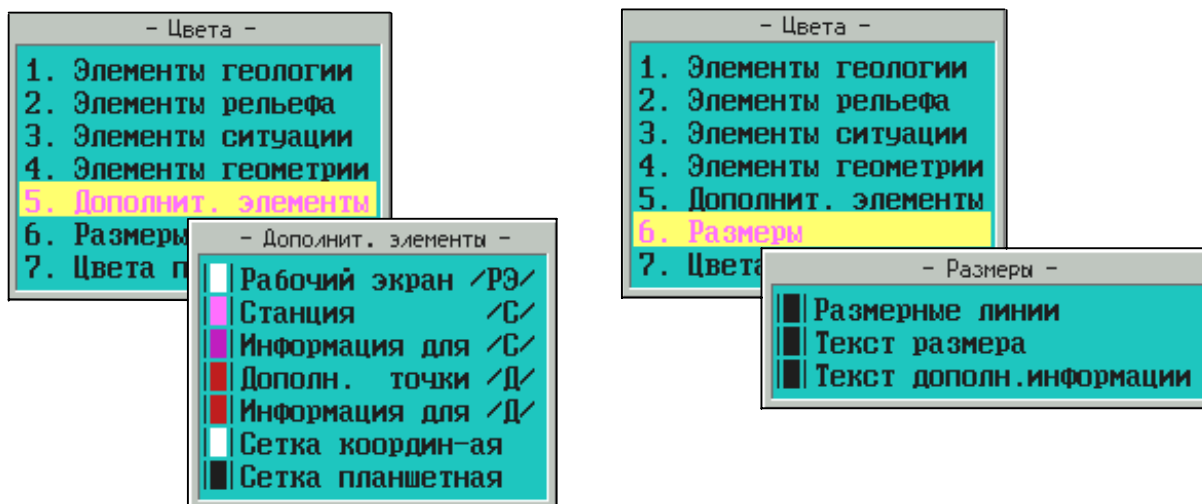 - Цвета -
1. Элементы геологии
2. Элементы рельефа
3. Элементы ситуации
4. Элементы геометрии
5. Дополнит. элементы
6. Размеры
7. Цвета п
- Дополнит. элементы -
Рабочий экран /РЭ/
Станция /С/
Информация для /С/
Дополн. точки /Д/
Информация для /Д/
Сетка координ-ая
Сетка планшетная
- Цвета -
1. Элементы геологии
2. Элементы рельефа
3. Элементы ситуации
4. Элементы геометрии
5. Дополнит. элементы
6. Размеры
7. Цвета
- Размеры -
Размерные линии
Текст размера
Текст дополн.информации